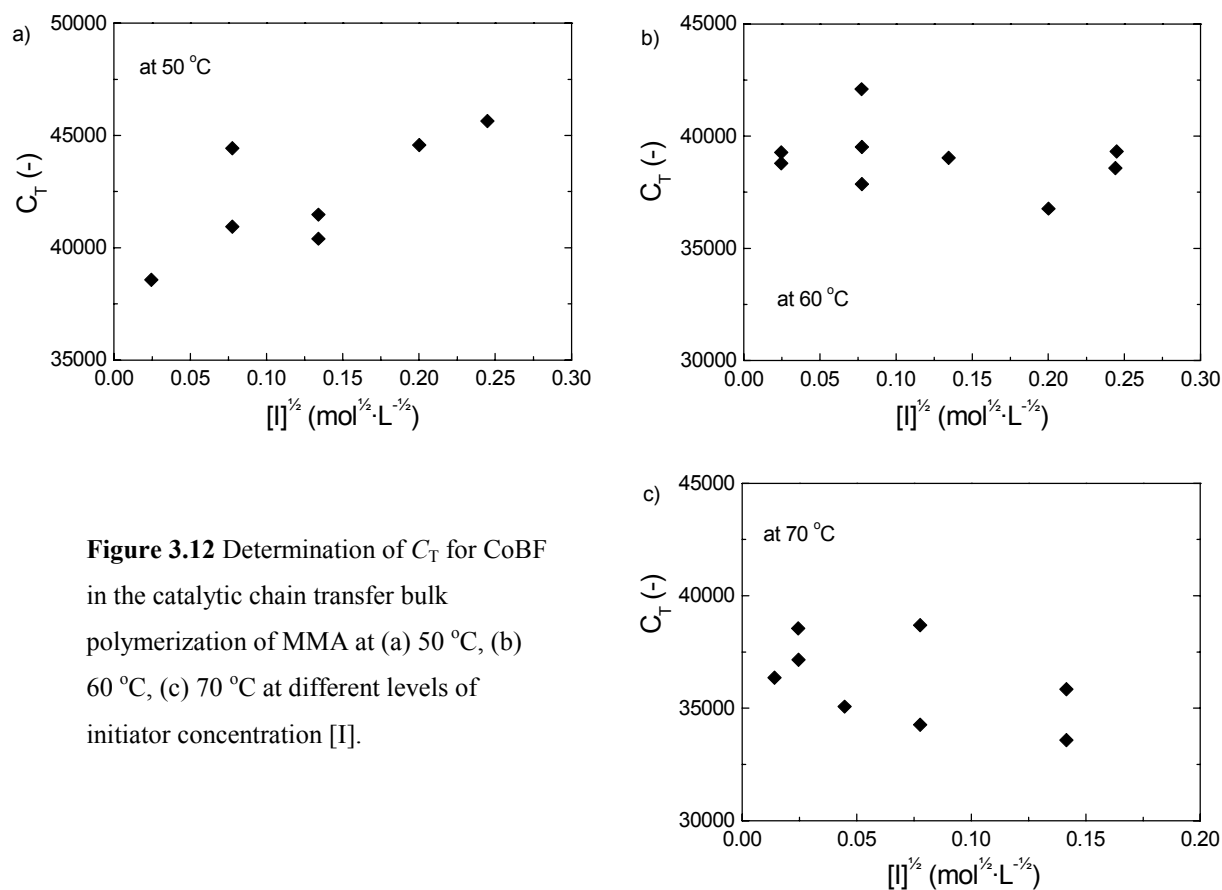 a)
at 50 °C
50000
45000
40000
35000
C_T (-)
0.00 0.05 0.10 0.15 0.20 0.25 0.30
[I]^½ (mol^½·L^-½)
b)
at 60 °C
45000
40000
35000
30000
C_T (-)
0.00 0.05 0.10 0.15 0.20 0.25 0.30
[I]^½ (mol^½·L^-½)
Figure 3.12 Determination of C_T for CoBF
in the catalytic chain transfer bulk
polymerization of MMA at (a) 50 °C, (b)
60 °C, (c) 70 °C at different levels of
initiator concentration [I].
c)
at 70 °C
45000
40000
35000
30000
C_T (-)
0.00 0.05 0.10 0.15 0.20
[I]^½ (mol^½·L^-½)